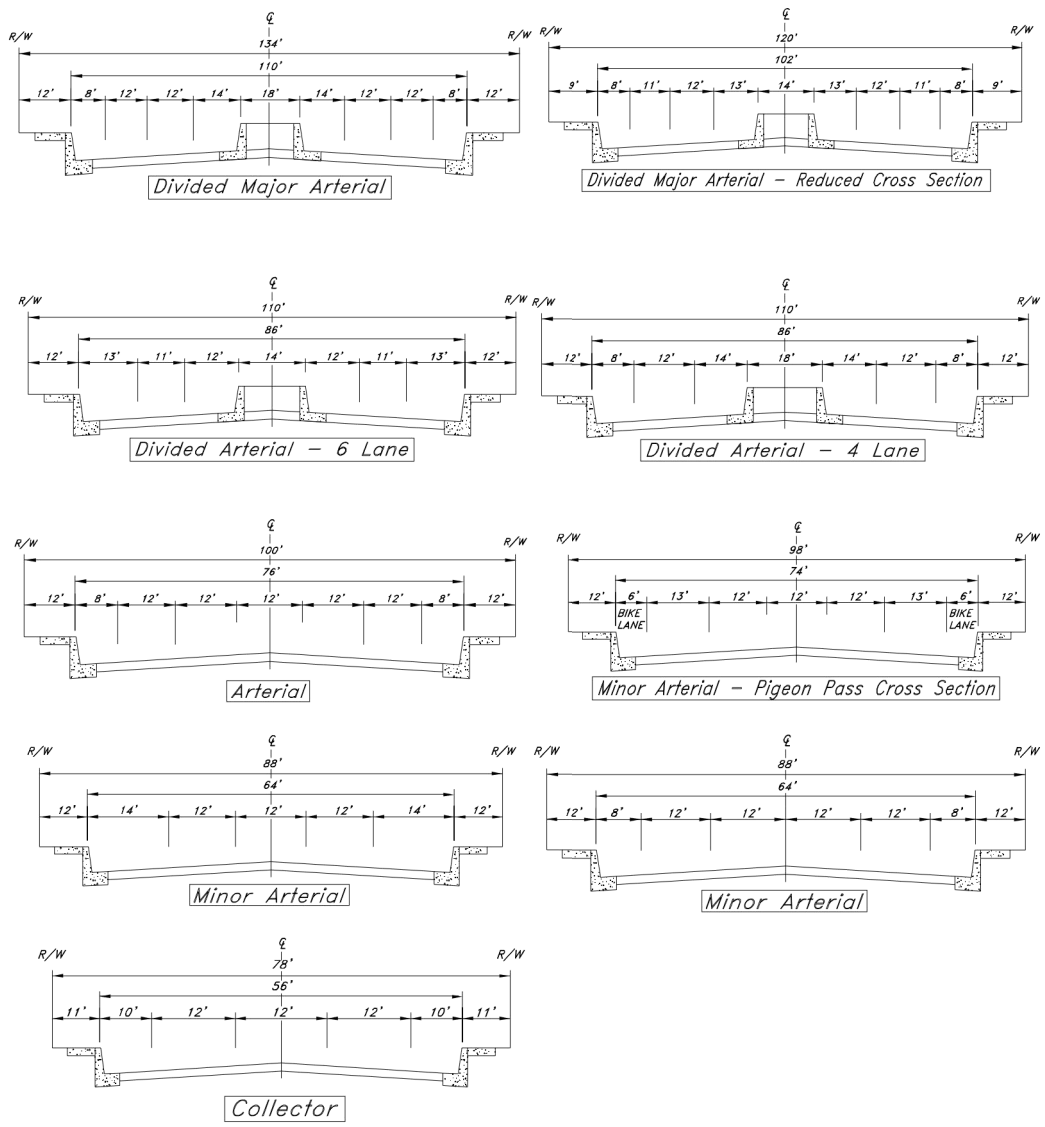 ℄
R/W R/W
134'
110'
12' 8' 12' 12' 14' 18' 14' 12' 12' 8' 12'
Divided Major Arterial
℄
R/W R/W
120'
102'
9' 8' 11' 12' 13' 14' 13' 12' 11' 8' 9'
Divided Major Arterial - Reduced Cross Section
℄
R/W R/W
110'
86'
12' 13' 11' 12' 14' 12' 11' 13' 12'
Divided Arterial - 6 Lane
℄
R/W R/W
110'
86'
12' 8' 12' 14' 18' 14' 12' 8' 12'
Divided Arterial - 4 Lane
℄
R/W R/W
100'
76'
12' 8' 12' 12' 12' 12' 12' 8' 12'
Arterial
℄
R/W R/W
98'
74'
12' 6' 13' 12' 12' 12' 13' 6' 12'
BIKE BIKE
LANE LANE
Minor Arterial - Pigeon Pass Cross Section
℄
R/W R/W
88'
64'
12' 14' 12' 12' 12' 14' 12'
Minor Arterial
℄
R/W R/W
88'
64'
12' 8' 12' 12' 12' 12' 8' 12'
Minor Arterial
℄
R/W R/W
78'
56'
11' 10' 12' 12' 12' 10' 11'
Collector